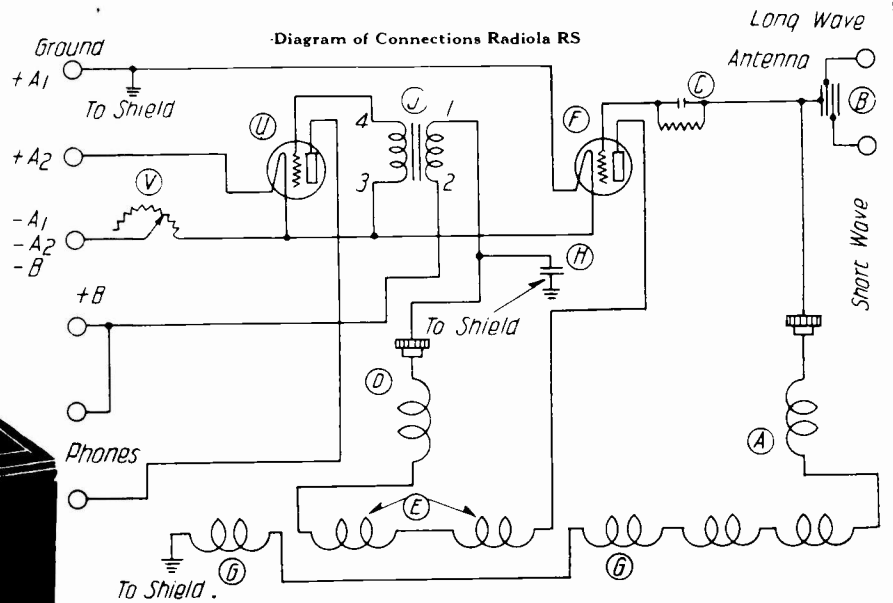 Diagram of Connections Radiola RS
Long Wave
Antenna
B
Short Wave
Ground
+A1
To Shield
+A2
V
-A1
-A2
-B
+B
Phones
U
J
4
1
3
2
F
C
H
To Shield
D
A
E
G
G
To Shield.